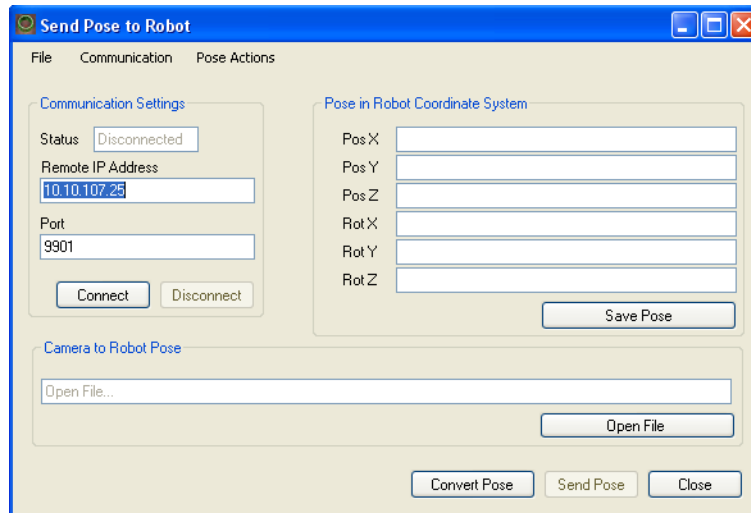 Send Pose to Robot
File Communication Pose Actions
Communication Settings
Status Disconnected
Remote IP Address
10.10.107.25
Port
9901
Connect Disconnect
Pose in Robot Coordinate System
Pos X
Pos Y
Pos Z
Rot X
Rot Y
Rot Z
Save Pose
Camera to Robot Pose
Open File...
Open File
Convert Pose Send Pose Close